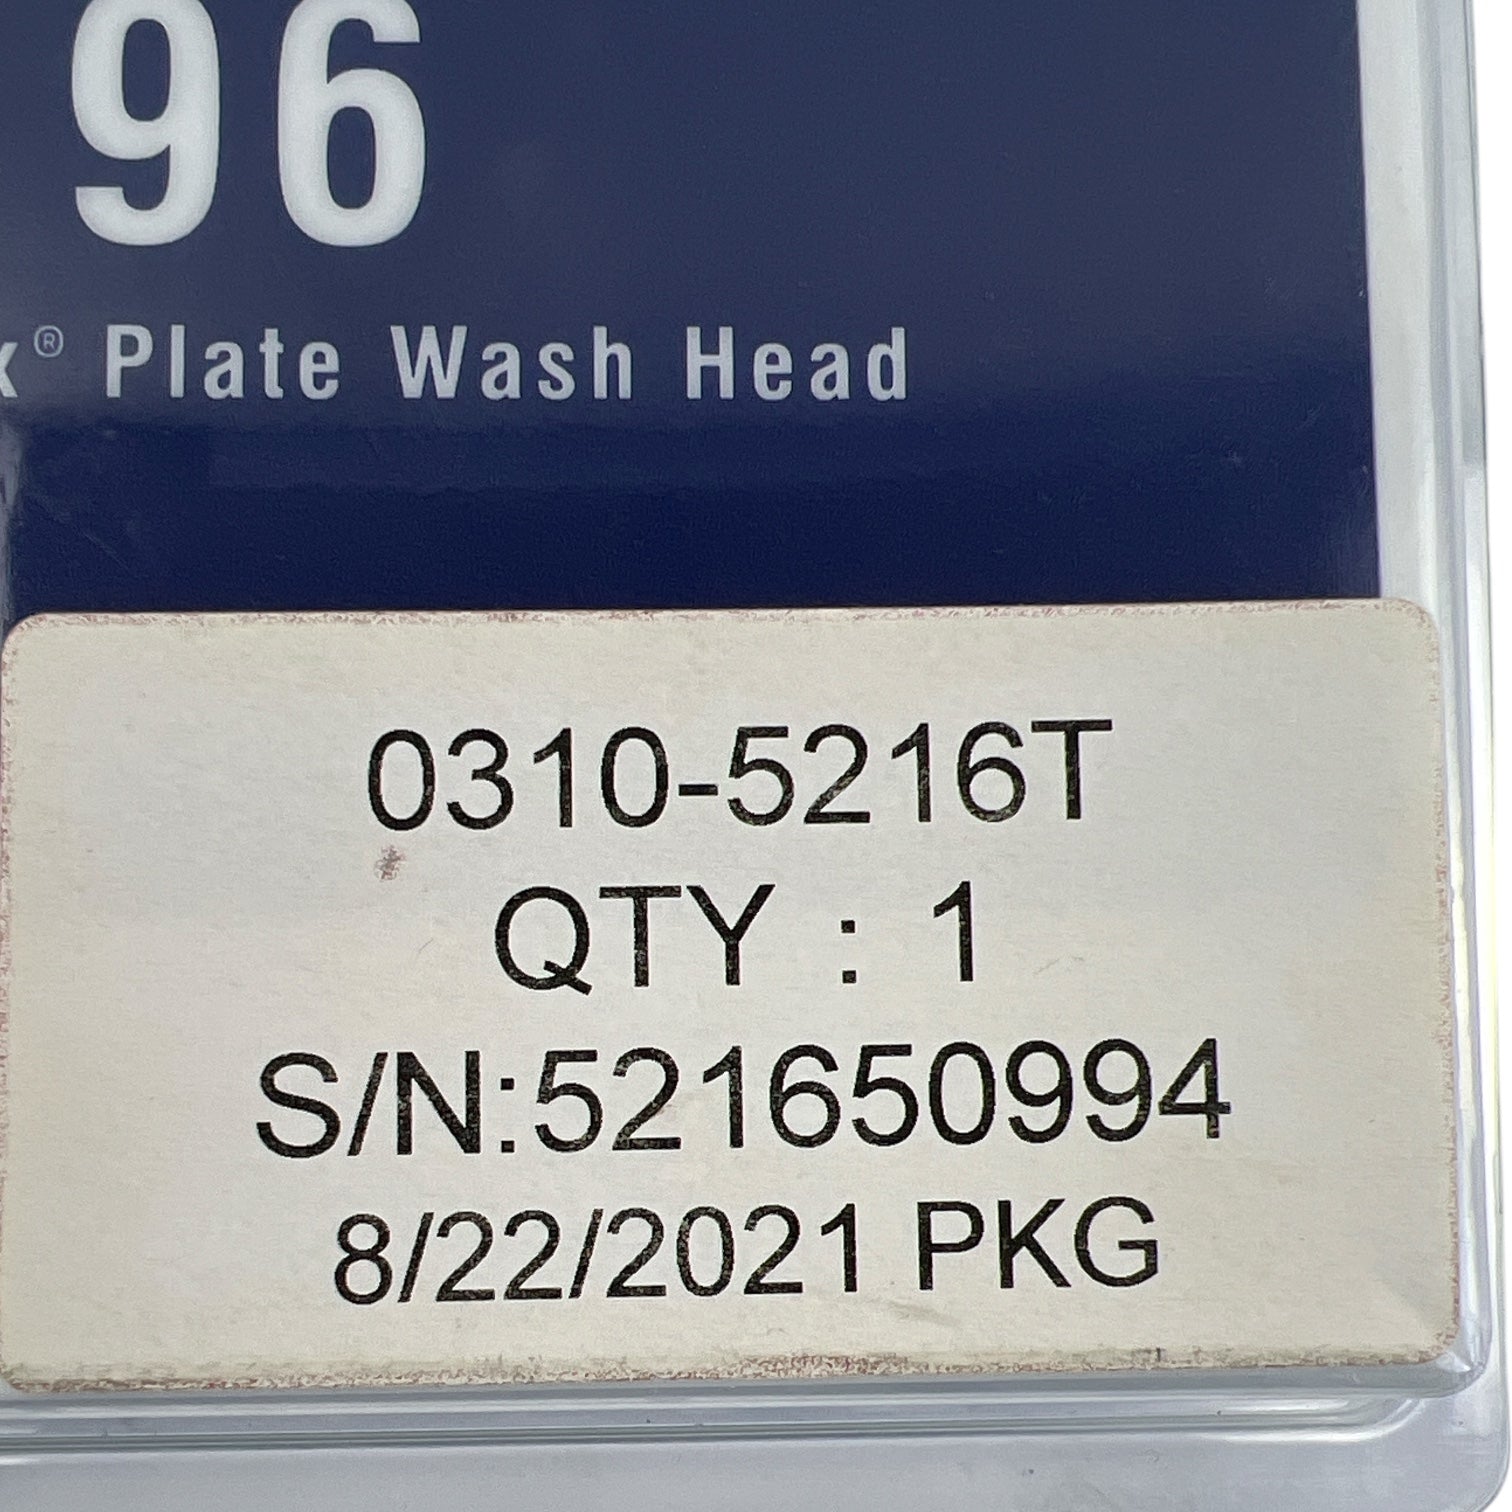 96
x® Plate Wash Head
0310-5216T
QTY : 1
S/N:521650994
8/22/2021 PKG